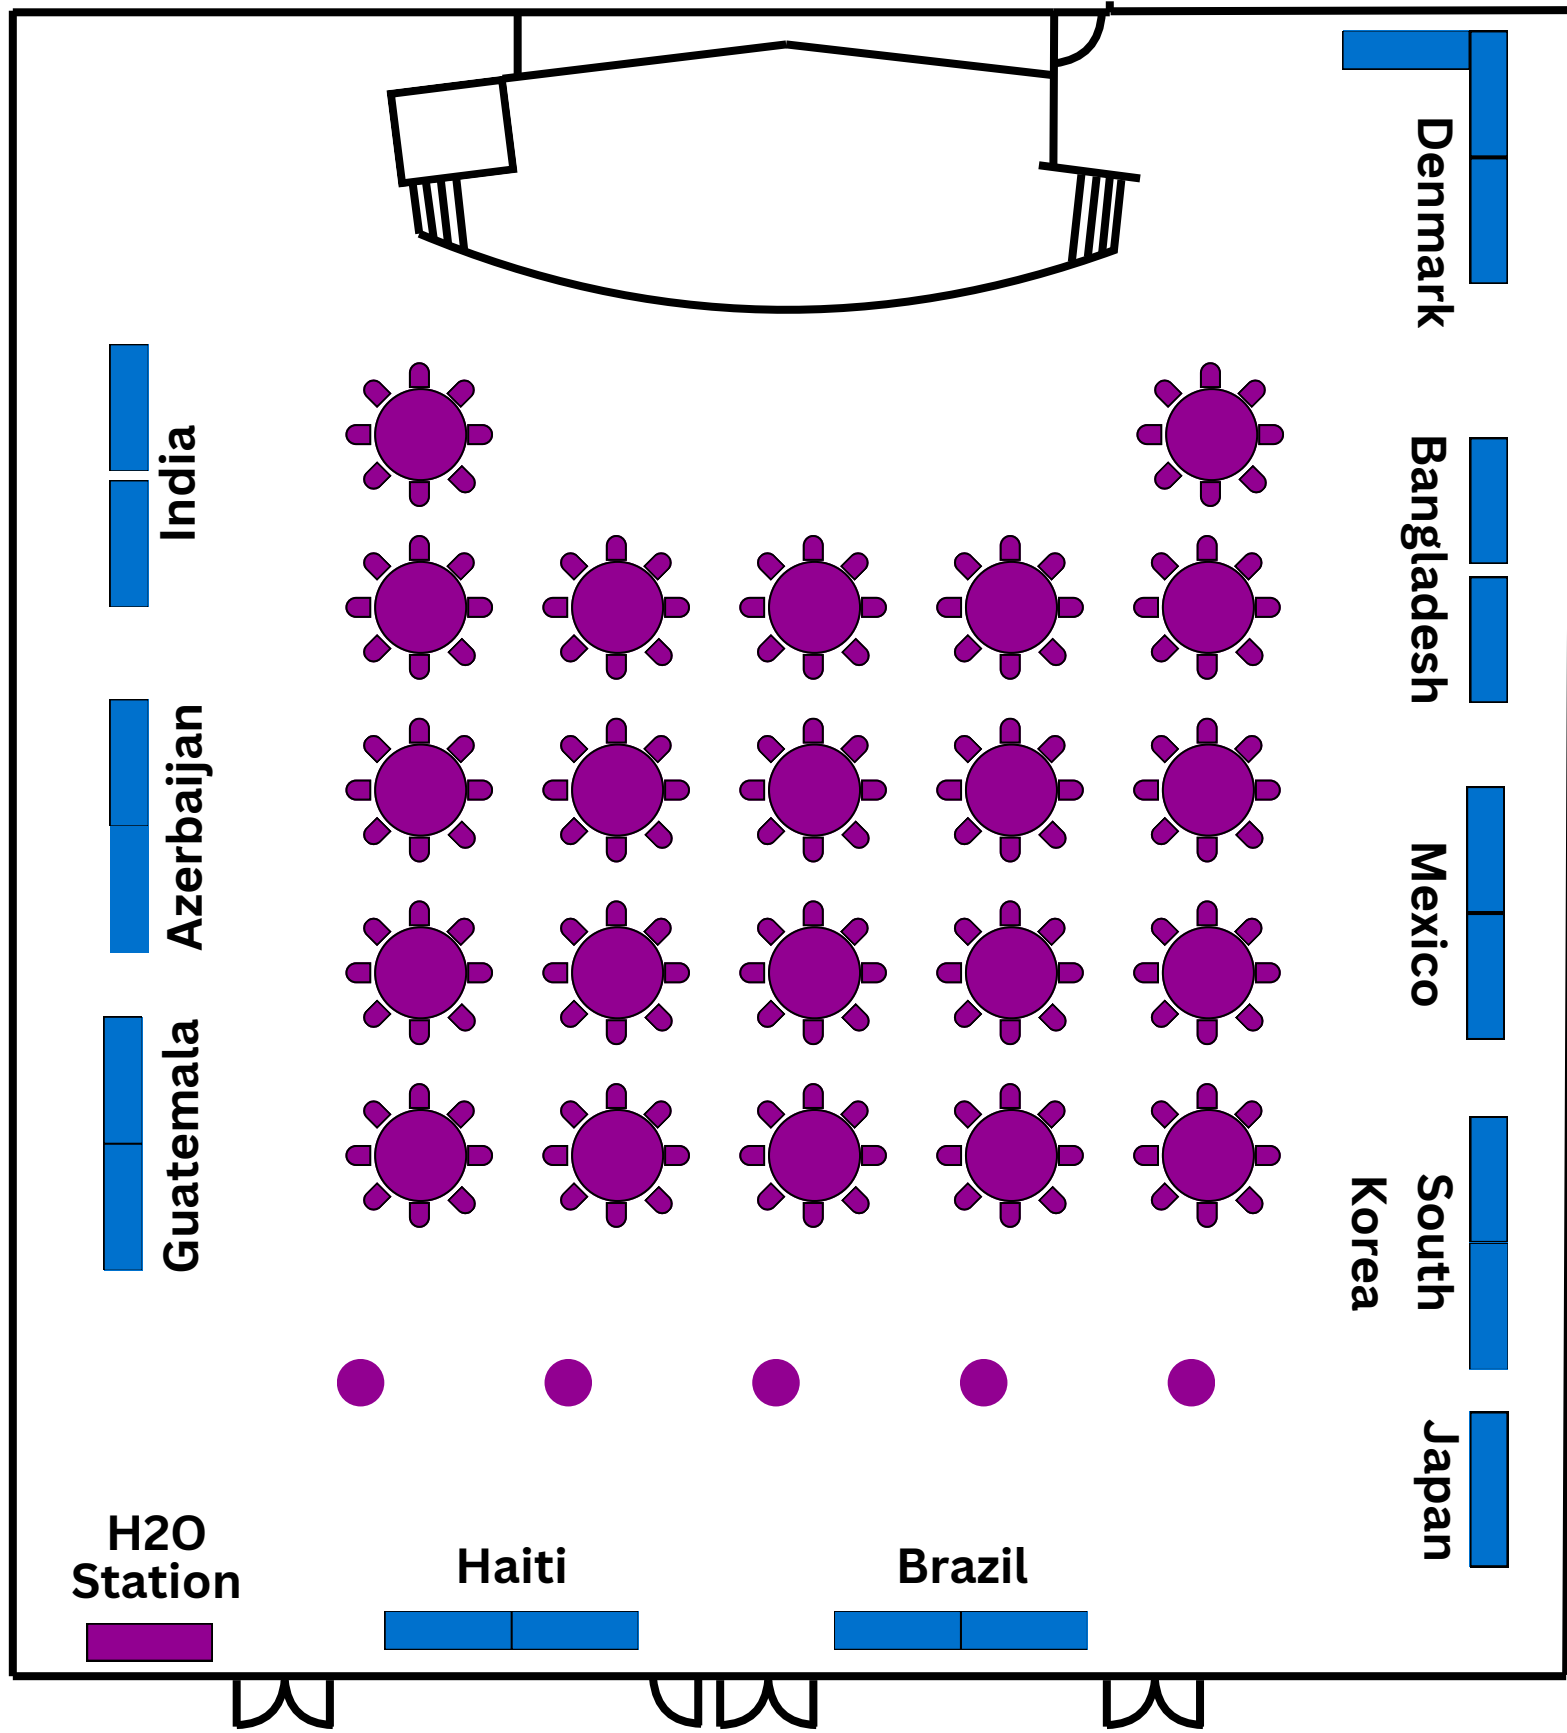 Denmark
India
Bangladesh
Azerbaijan
Mexico
Guatemala
South
Korea
Japan
H2O
Station
Haiti
Brazil